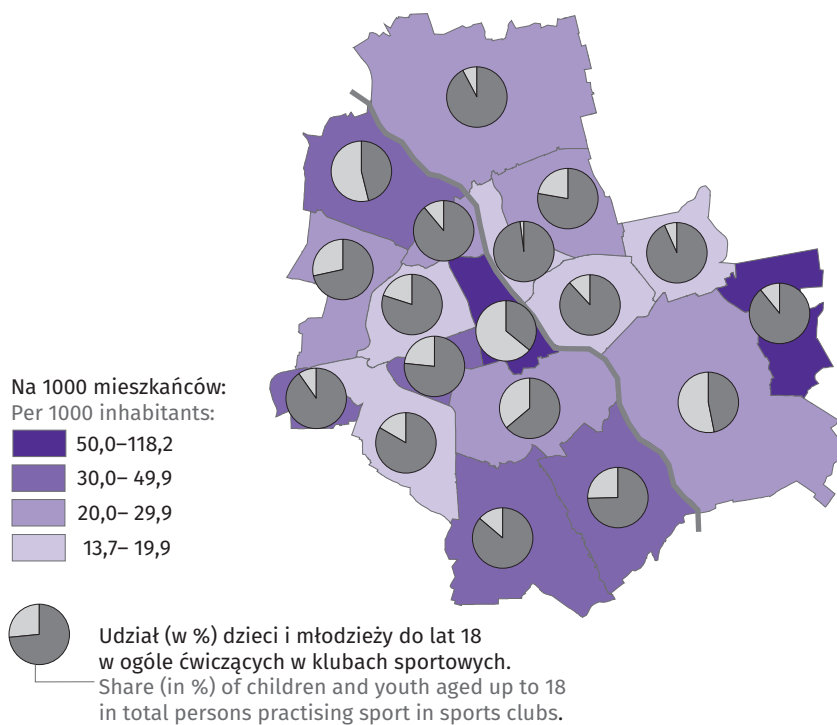 Na 1000 mieszkańców:
Per 1000 inhabitants:
50,0–118,2
30,0– 49,9
20,0– 29,9
13,7– 19,9
Udział (w %) dzieci i młodzieży do lat 18
w ogóle ćwiczących w klubach sportowych.
Share (in %) of children and youth aged up to 18
in total persons practising sport in sports clubs.